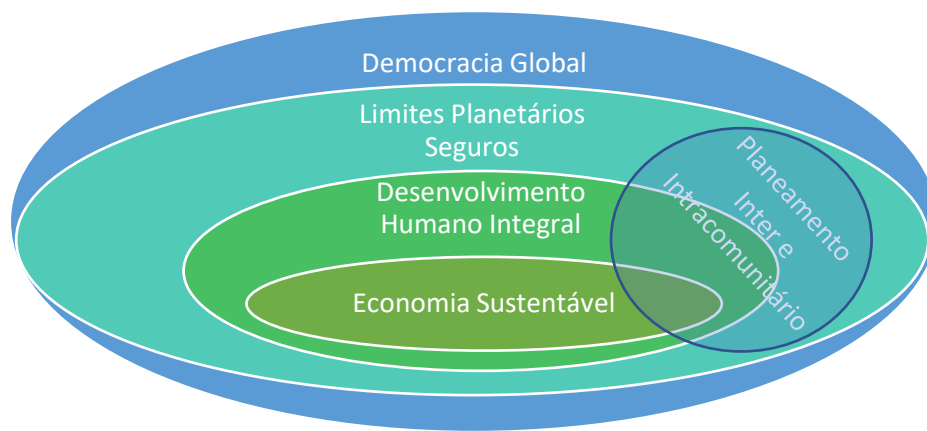 Democracia Global
Limites Planetários
Seguros
Desenvolvimento
Humano Integral
Economia Sustentável
Planeamento
Inter e
Intracomunitário